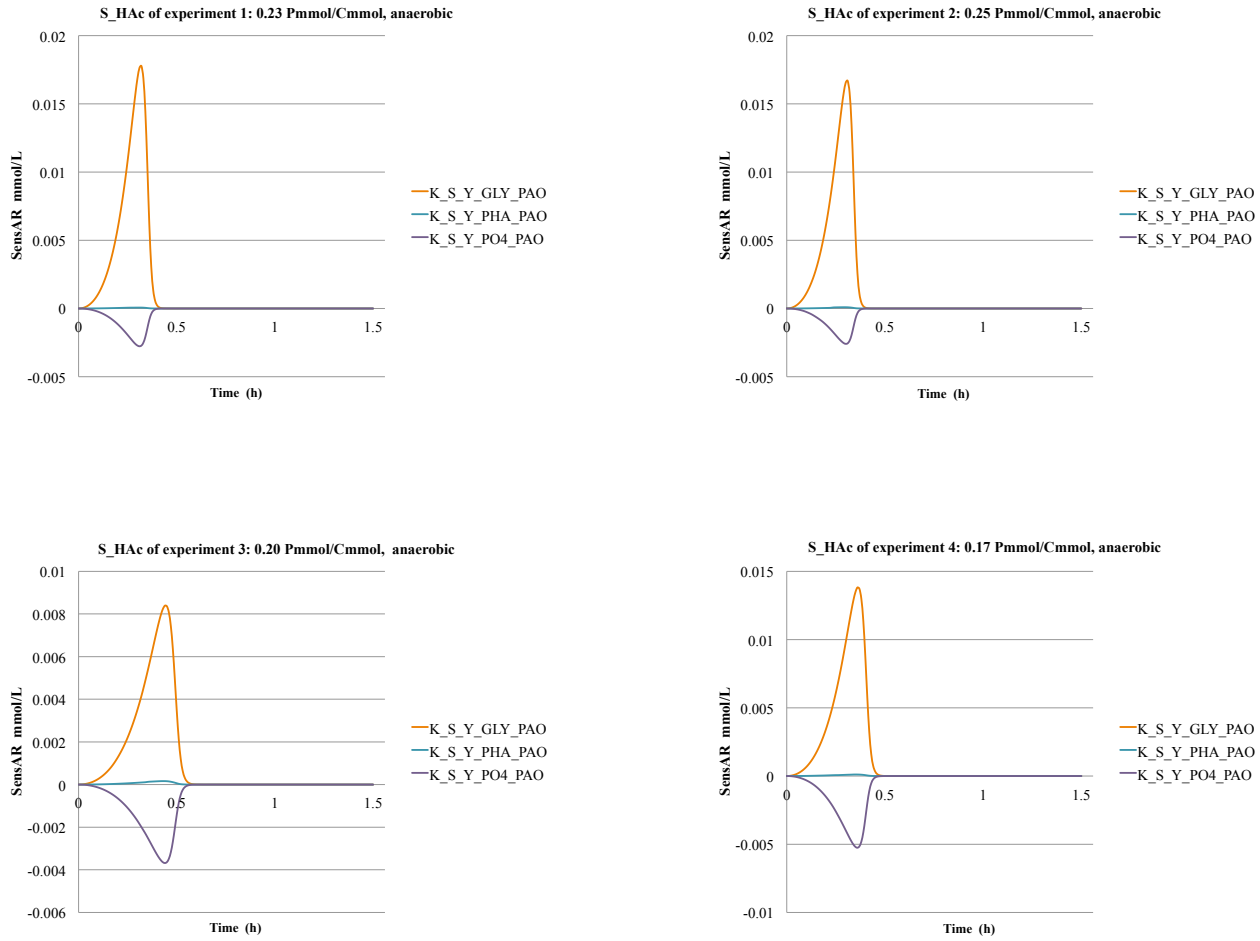 S_HAc of experiment 1: 0.23 Pmmol/Cmmol, anaerobic
0.02
0.015
0.01
0.005
0
-0.005
0
0.5
1
1.5
SensAR mmol/L
Time (h)
K_S_Y_GLY_PAO
K_S_Y_PHA_PAO
K_S_Y_PO4_PAO
S_HAc of experiment 2: 0.25 Pmmol/Cmmol, anaerobic
0.02
0.015
0.01
0.005
0
-0.005
0
0.5
1
1.5
SensAR mmol/L
Time (h)
K_S_Y_GLY_PAO
K_S_Y_PHA_PAO
K_S_Y_PO4_PAO
S_HAc of experiment 3: 0.20 Pmmol/Cmmol, anaerobic
0.01
0.008
0.006
0.004
0.002
0
-0.002
-0.004
-0.006
0
0.5
1
1.5
SensAR mmol/L
Time (h)
K_S_Y_GLY_PAO
K_S_Y_PHA_PAO
K_S_Y_PO4_PAO
S_HAc of experiment 4: 0.17 Pmmol/Cmmol, anaerobic
0.015
0.01
0.005
0
-0.005
-0.01
0
0.5
1
1.5
SensAR mmol/L
Time (h)
K_S_Y_GLY_PAO
K_S_Y_PHA_PAO
K_S_Y_PO4_PAO